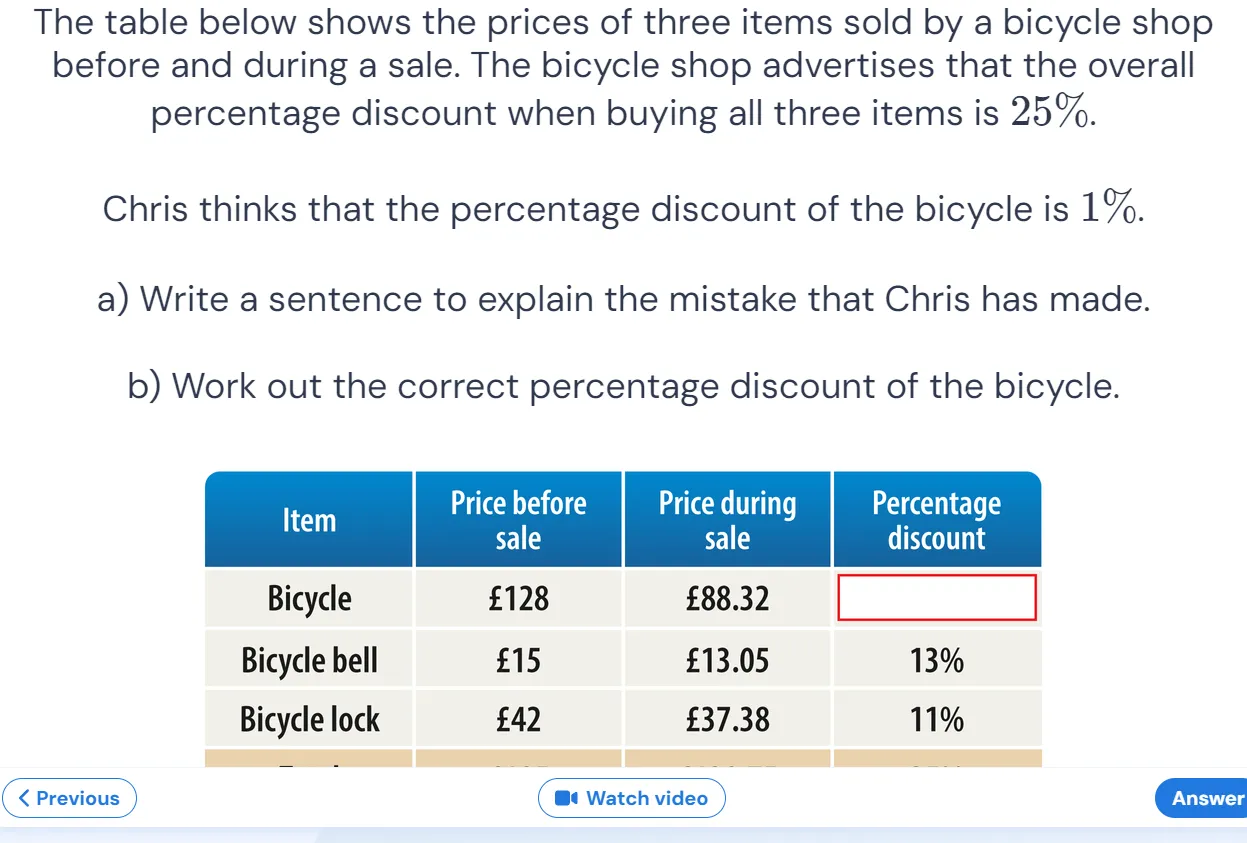 The table below shows the prices of three items sold by a bicycle shop
before and during a sale. The bicycle shop advertises that the overall
percentage discount when buying all three items is 25%.
Chris thinks that the percentage discount of the bicycle is 1%.
a) Write a sentence to explain the mistake that Chris has made.
b) Work out the correct percentage discount of the bicycle.
Item Price before sale Price during sale Percentage discount
Bicycle £128 £88.32
Bicycle bell £15 £13.05 13%
Bicycle lock £42 £37.38 11%
Previous Watch video Answer